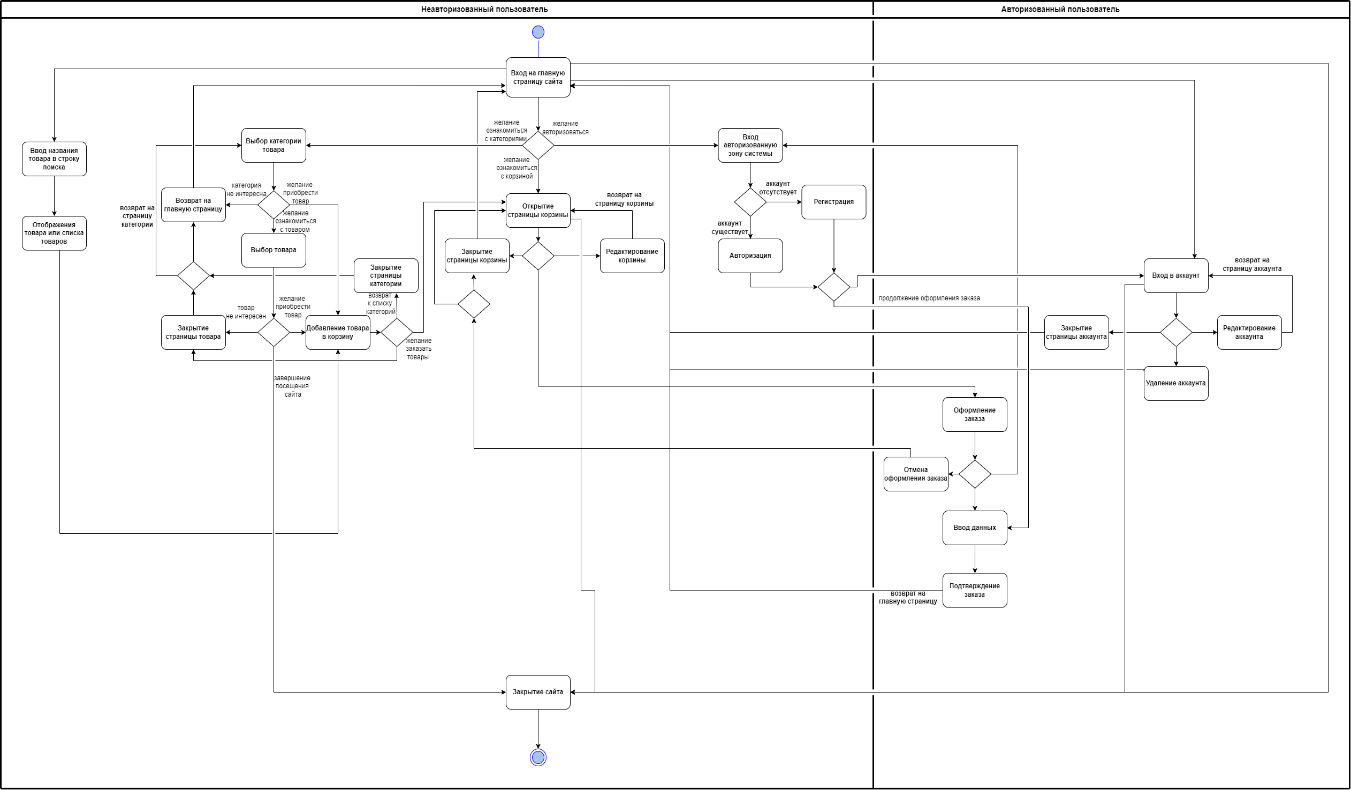 Неавторизованный пользователь
Авторизованный пользователь
Вход на главную
страницу сайта
желание
ознакомиться
с категориями
желание
авторизоваться
желание
ознакомиться
с корзиной
Ввод названия
товара в строку
поиска
Отображения
товара или списка
товаров
Выбор категории
товара
категория
не интересна
желание
приобрести
товар
желание
ознакомиться
с товаром
Возврат на
главную страницу
возврат на
страницу
категории
Выбор товара
Закрытие
страницы
категории
возврат
к списку
категорий
товар
не интересен
желание
приобрести
товар
Закрытие
страницы товара
Добавление товара
в корзину
желание
заказать
товары
завершение
посещения
сайта
Открытие
страницы корзины
возврат на
страницу корзины
Закрытие
страницы корзины
Редактирование
корзины
Вход
авторизованную
зону системы
аккаунт
отсутствует
Регистрация
аккаунт
существует
Авторизация
продолжение оформления заказа
Вход в аккаунт
возврат на
страницу аккаунта
Закрытие
страницы аккаунта
Редактирование
аккаунта
Удаление аккаунта
Оформление
заказа
Отмена
оформления заказа
Ввод данных
Подтверждение
заказа
возврат на
главную страницу
Закрытие сайта